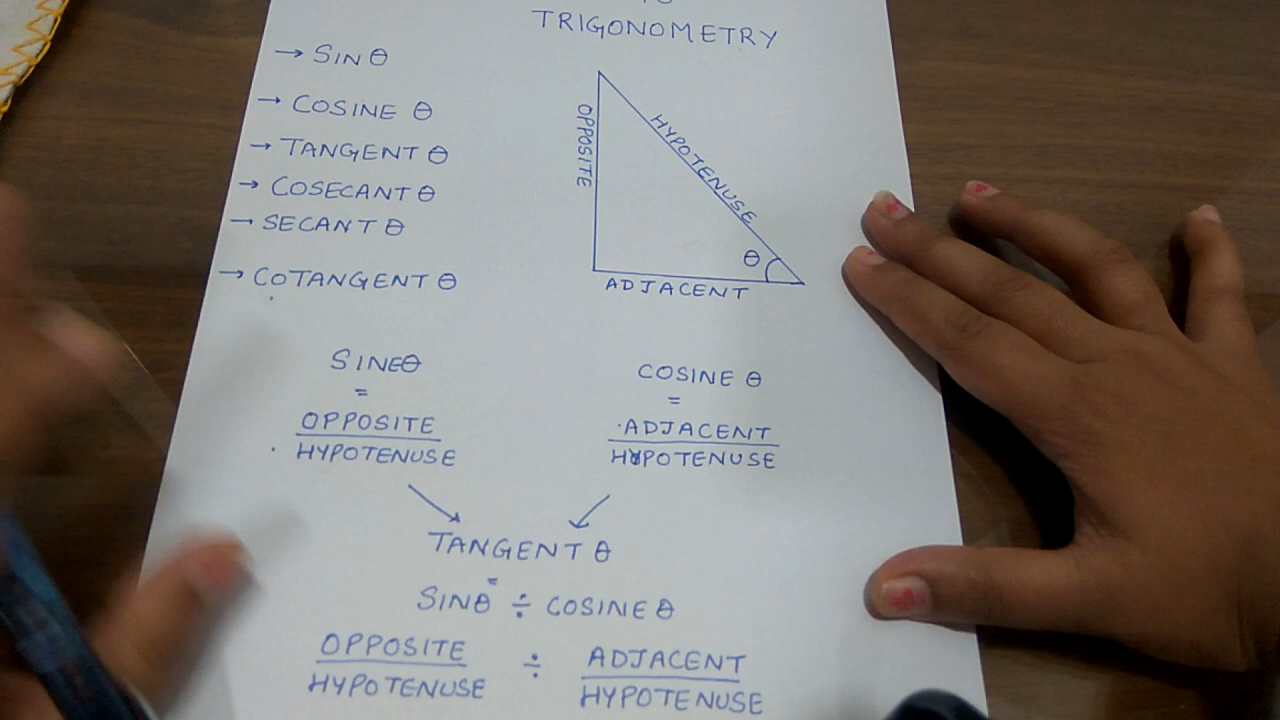 TRIGONOMETRY
→ SIN θ
→ COSINE θ
→ TANGENT θ
→ COSECANT θ
→ SECANT θ
→ COTANGENT θ
OPPOSITE
HYPOTENUSE
θ
ADJACENT
SINEθ
=
OPPOSITE
HYPOTENUSE
COSINE θ
=
ADJACENT
HYPOTENUSE
TANGENT θ
=
SINθ ÷ COSINE θ
OPPOSITE ÷ ADJACENT
HYPOTENUSE HYPOTENUSE